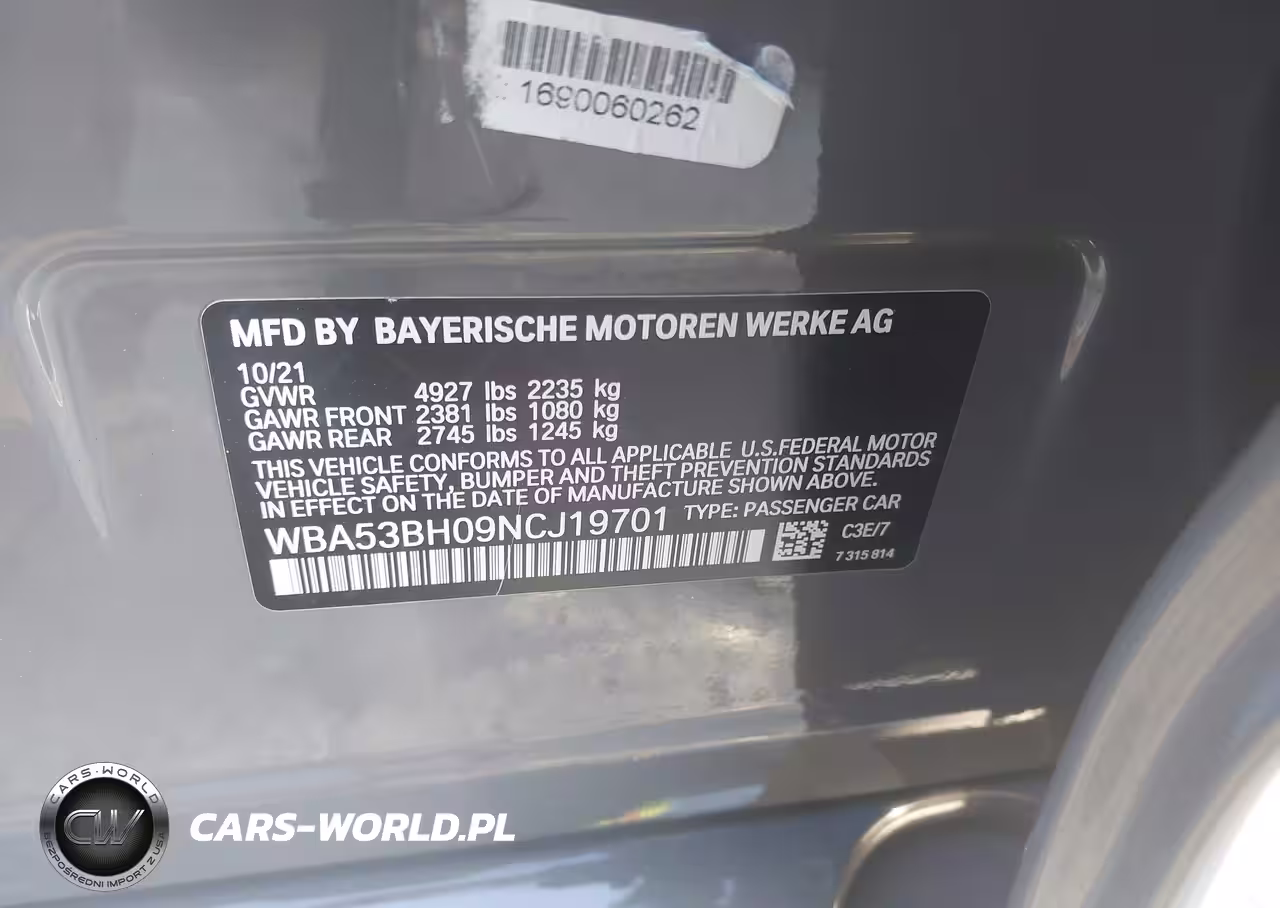 1690060262
MFD BY BAYERISCHE MOTOREN WERKE AG
10/21
GVWR 4927 lbs 2235 kg
GAWR FRONT 2381 lbs 1080 kg
GAWR REAR 2745 lbs 1245 kg
THIS VEHICLE CONFORMS TO ALL APPLICABLE U.S.FEDERAL MOTOR
VEHICLE SAFETY, BUMPER AND THEFT PREVENTION STANDARDS
IN EFFECT ON THE DATE OF MANUFACTURE SHOWN ABOVE.
WBA53BH09NCJ19701 TYPE: PASSENGER CAR
C3E/7
7 315 814
CARS-WORLD
CW
BEZPOŚREDNI IMPORT Z USA
CARS-WORLD.PL